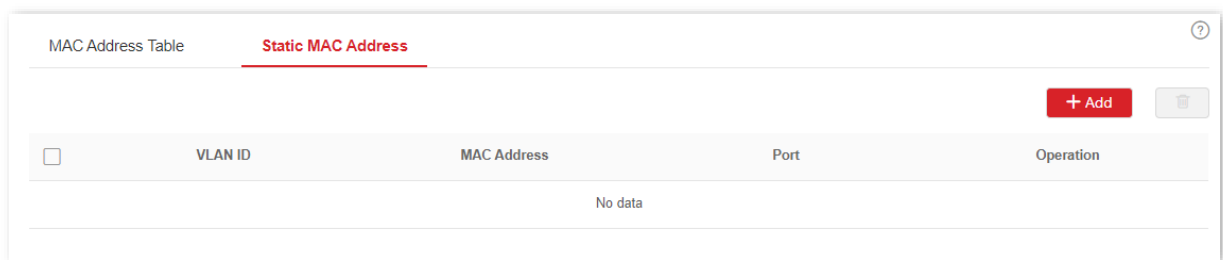 MAC Address Table Static MAC Address ?
+ Add
VLAN ID MAC Address Port Operation
No data